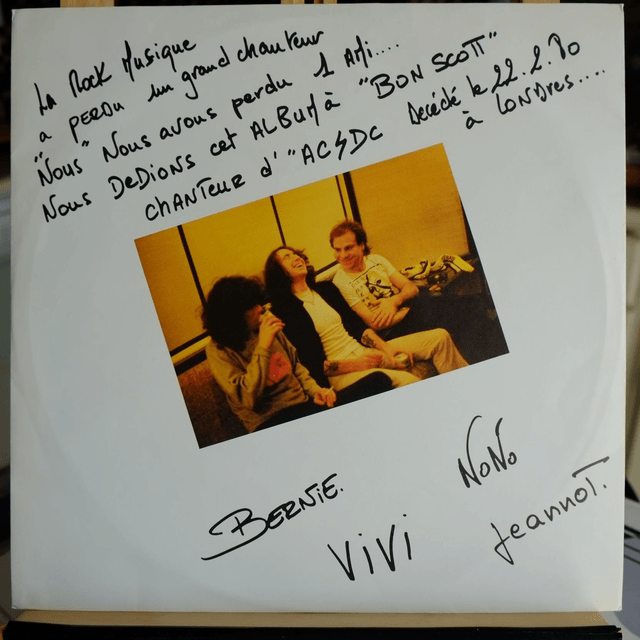 LA Rock Musique
a PERDU un grand chanteur
"Nous" Nous avons perdu 1 AMi....
Nous DeDions cet ALBUM à "BON SCOTT"
CHANTEUR d'"AC⚡DC Décédé le 22.2.80
à LONDres....
BERNiE.
NoNo
ViVi
Jeannot.